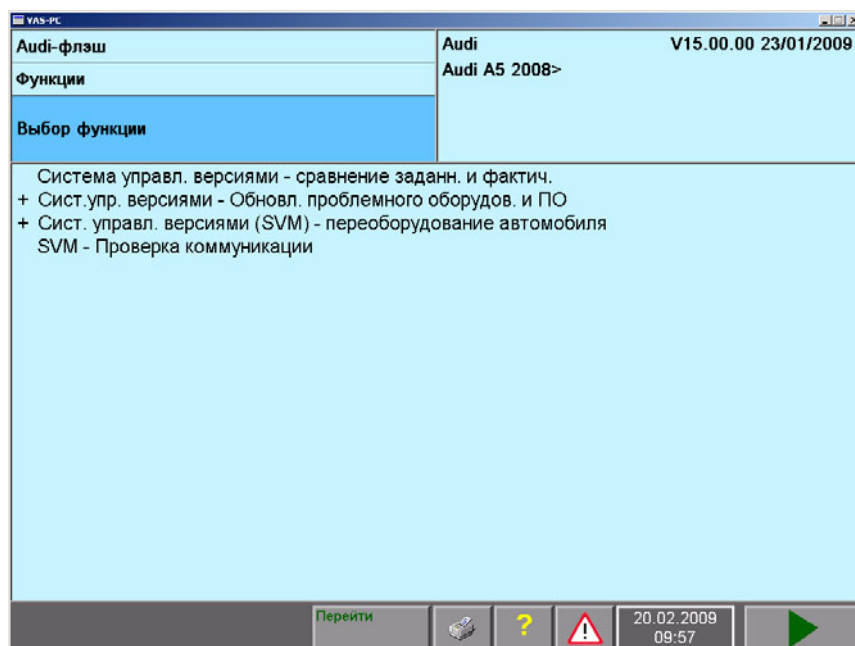 VAS-PC
Audi-флэш
Функции
Выбор функции
Audi V15.00.00 23/01/2009
Audi A5 2008>
Система управл. версиями - сравнение заданн. и фактич.
+ Сист.упр. версиями - Обновл. проблемного оборудов. и ПО
+ Сист. управл. версиями (SVM) - переоборудование автомобиля
SVM - Проверка коммуникации
Перейти
?
!
20.02.2009
09:57